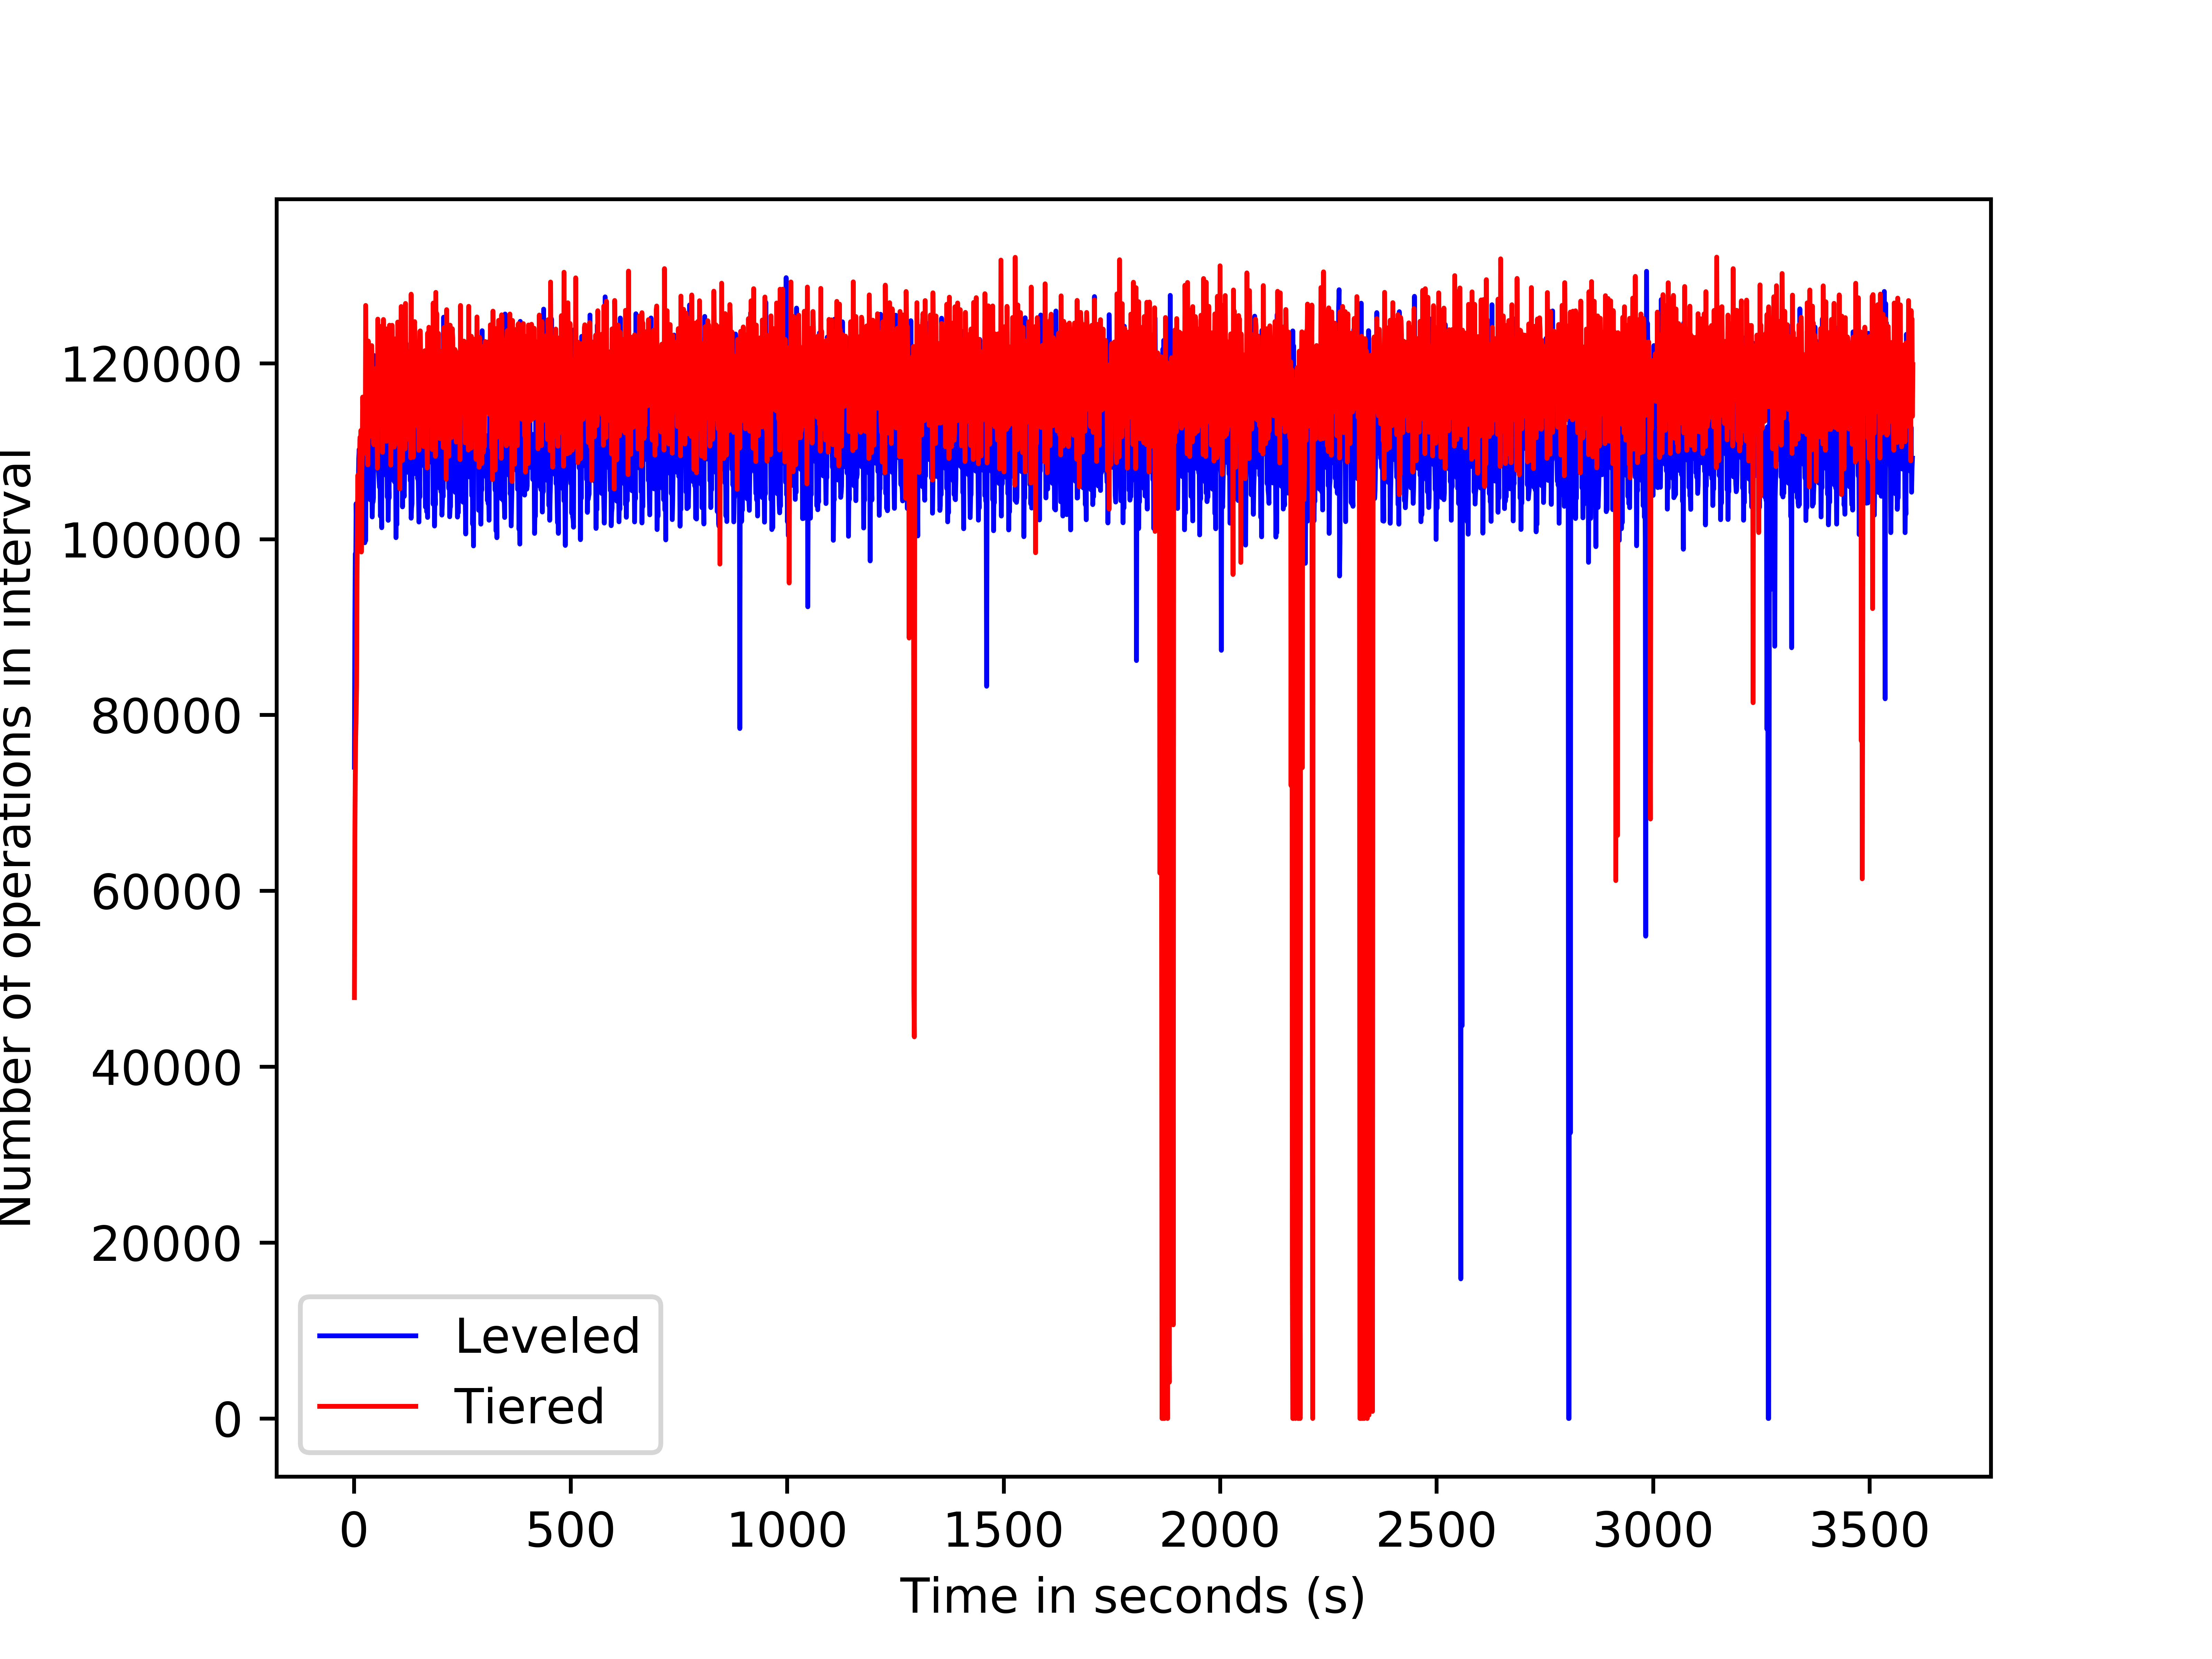 Number of operations in interval
120000
100000
80000
60000
40000
20000
0
Leveled
Tiered
0 500 1000 1500 2000 2500 3000 3500
Time in seconds (s)